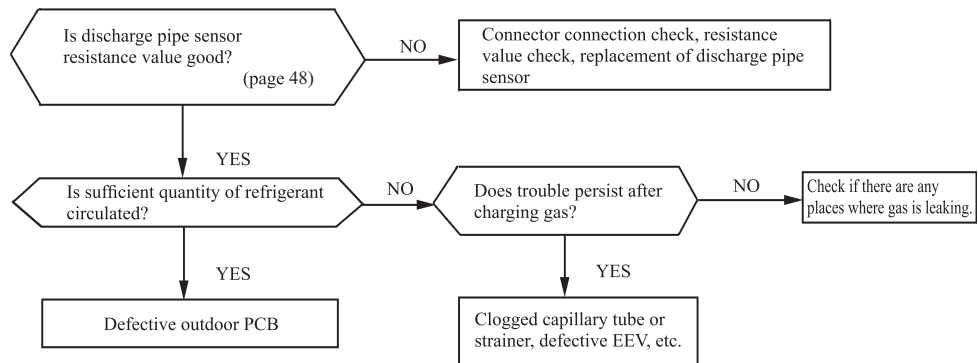 Is discharge pipe sensor
resistance value good?
(page 48)
NO
Connector connection check, resistance
value check, replacement of discharge pipe
sensor
YES
Is sufficient quantity of refrigerant
circulated?
NO
Does trouble persist after
charging gas?
NO
Check if there are any
places where gas is leaking.
YES
YES
Defective outdoor PCB
Clogged capillary tube or
strainer, defective EEV, etc.